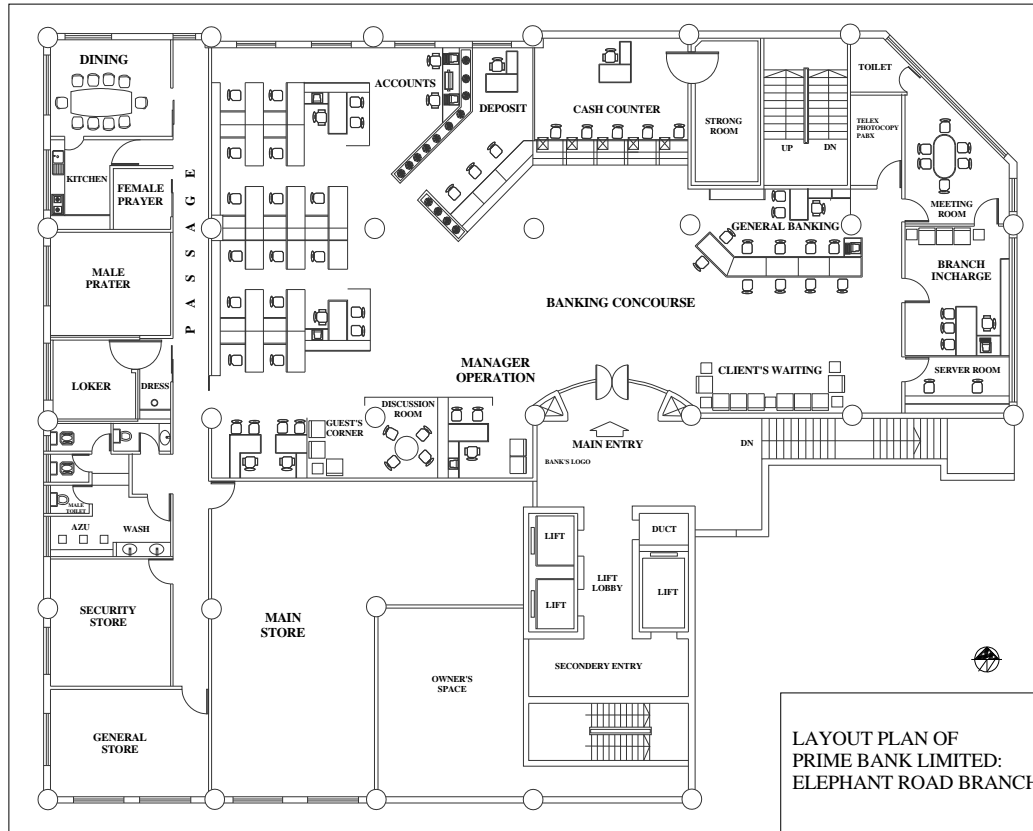 DINING
ACCOUNTS
DEPOSIT
CASH COUNTER
STRONG
ROOM
UP
DN
TOILET
TELEX
PHOTOCOPY
PABX
KITCHEN
FEMALE
PRAYER
PASSAGE
MEETING
ROOM
GENERAL BANKING
MALE
PRATER
BRANCH
INCHARGE
BANKING CONCOURSE
MANAGER
OPERATION
CLIENT'S WAITING
SERVER ROOM
LOKER
DRESS
DISCUSSION
ROOM
GUEST'S
CORNER
MAIN ENTRY
DN
BANK'S LOGO
MALE
TOILET
AZU
WASH
LIFT
DUCT
LIFT
LOBBY
LIFT
LIFT
SECURITY
STORE
MAIN
STORE
SECONDERY ENTRY
OWNER'S
SPACE
GENERAL
STORE
LAYOUT PLAN OF
PRIME BANK LIMITED:
ELEPHANT ROAD BRANCH